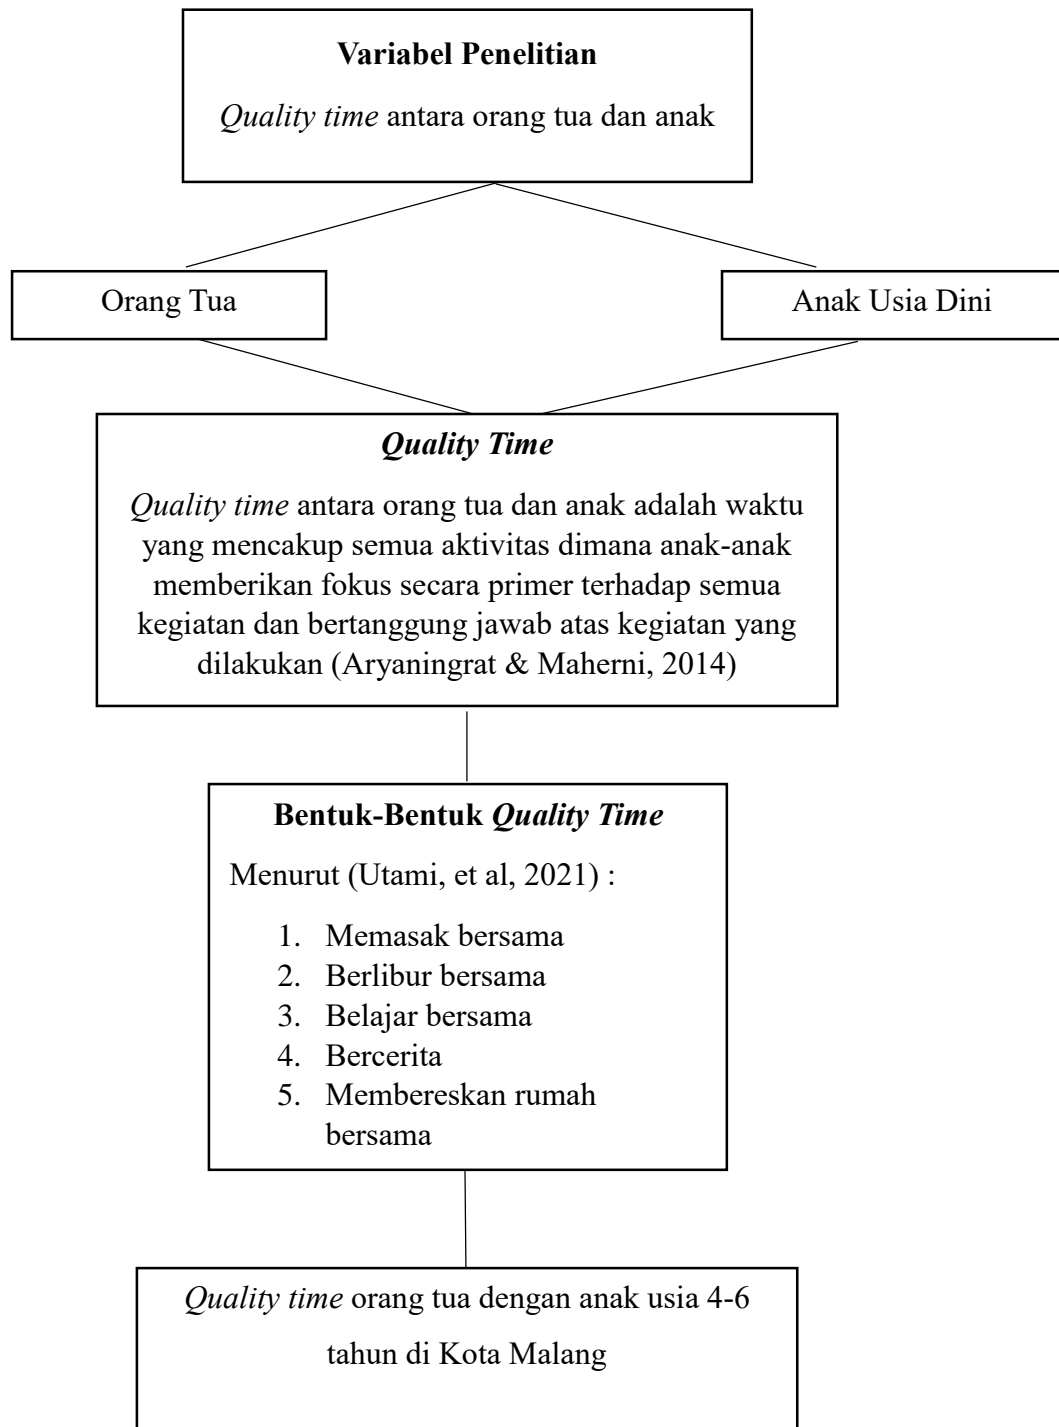 Variabel Penelitian
Quality time antara orang tua dan anak
Orang Tua
Anak Usia Dini
Quality Time
Quality time antara orang tua dan anak adalah waktu
yang mencakup semua aktivitas dimana anak-anak
memberikan fokus secara primer terhadap semua
kegiatan dan bertanggung jawab atas kegiatan yang
dilakukan (Aryaningrat & Maherni, 2014)
Bentuk-Bentuk Quality Time
Menurut (Utami, et al, 2021) :
1. Memasak bersama
2. Berlibur bersama
3. Belajar bersama
4. Bercerita
5. Membereskan rumah
bersama
Quality time orang tua dengan anak usia 4-6
tahun di Kota Malang